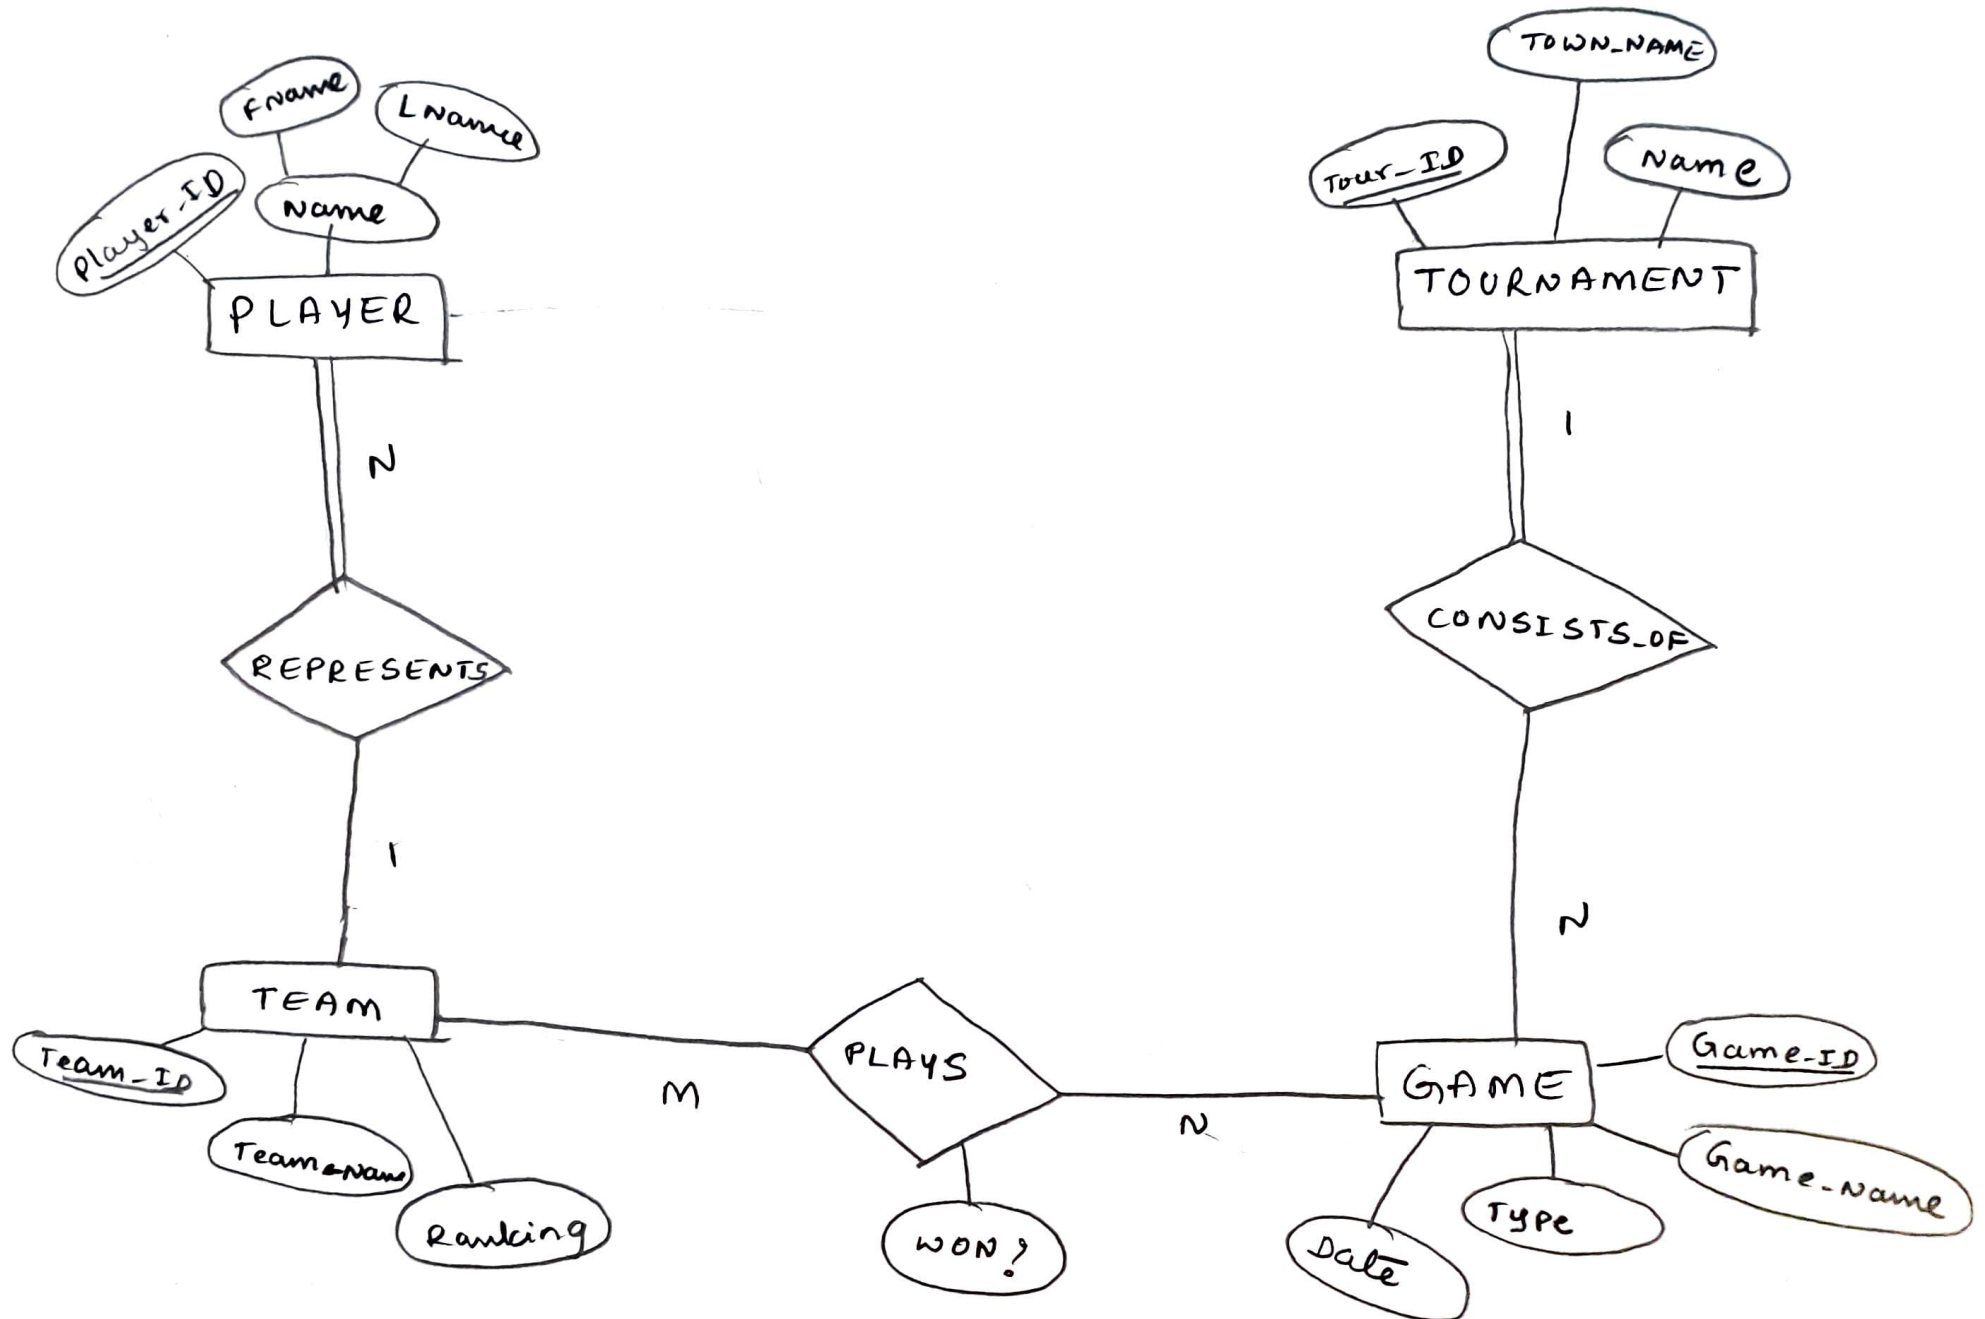 TOWN_NAME
Fname
LName
Tour_ID
Name
Player_ID
Name
PLAYER
TOURNAMENT
N
1
REPRESENTS
CONSISTS_OF
1
N
TEAM
PLAYS
GAME
Game_ID
Team_ID
M
N
Team_Name
Game_Name
Ranking
WON?
Date
Type